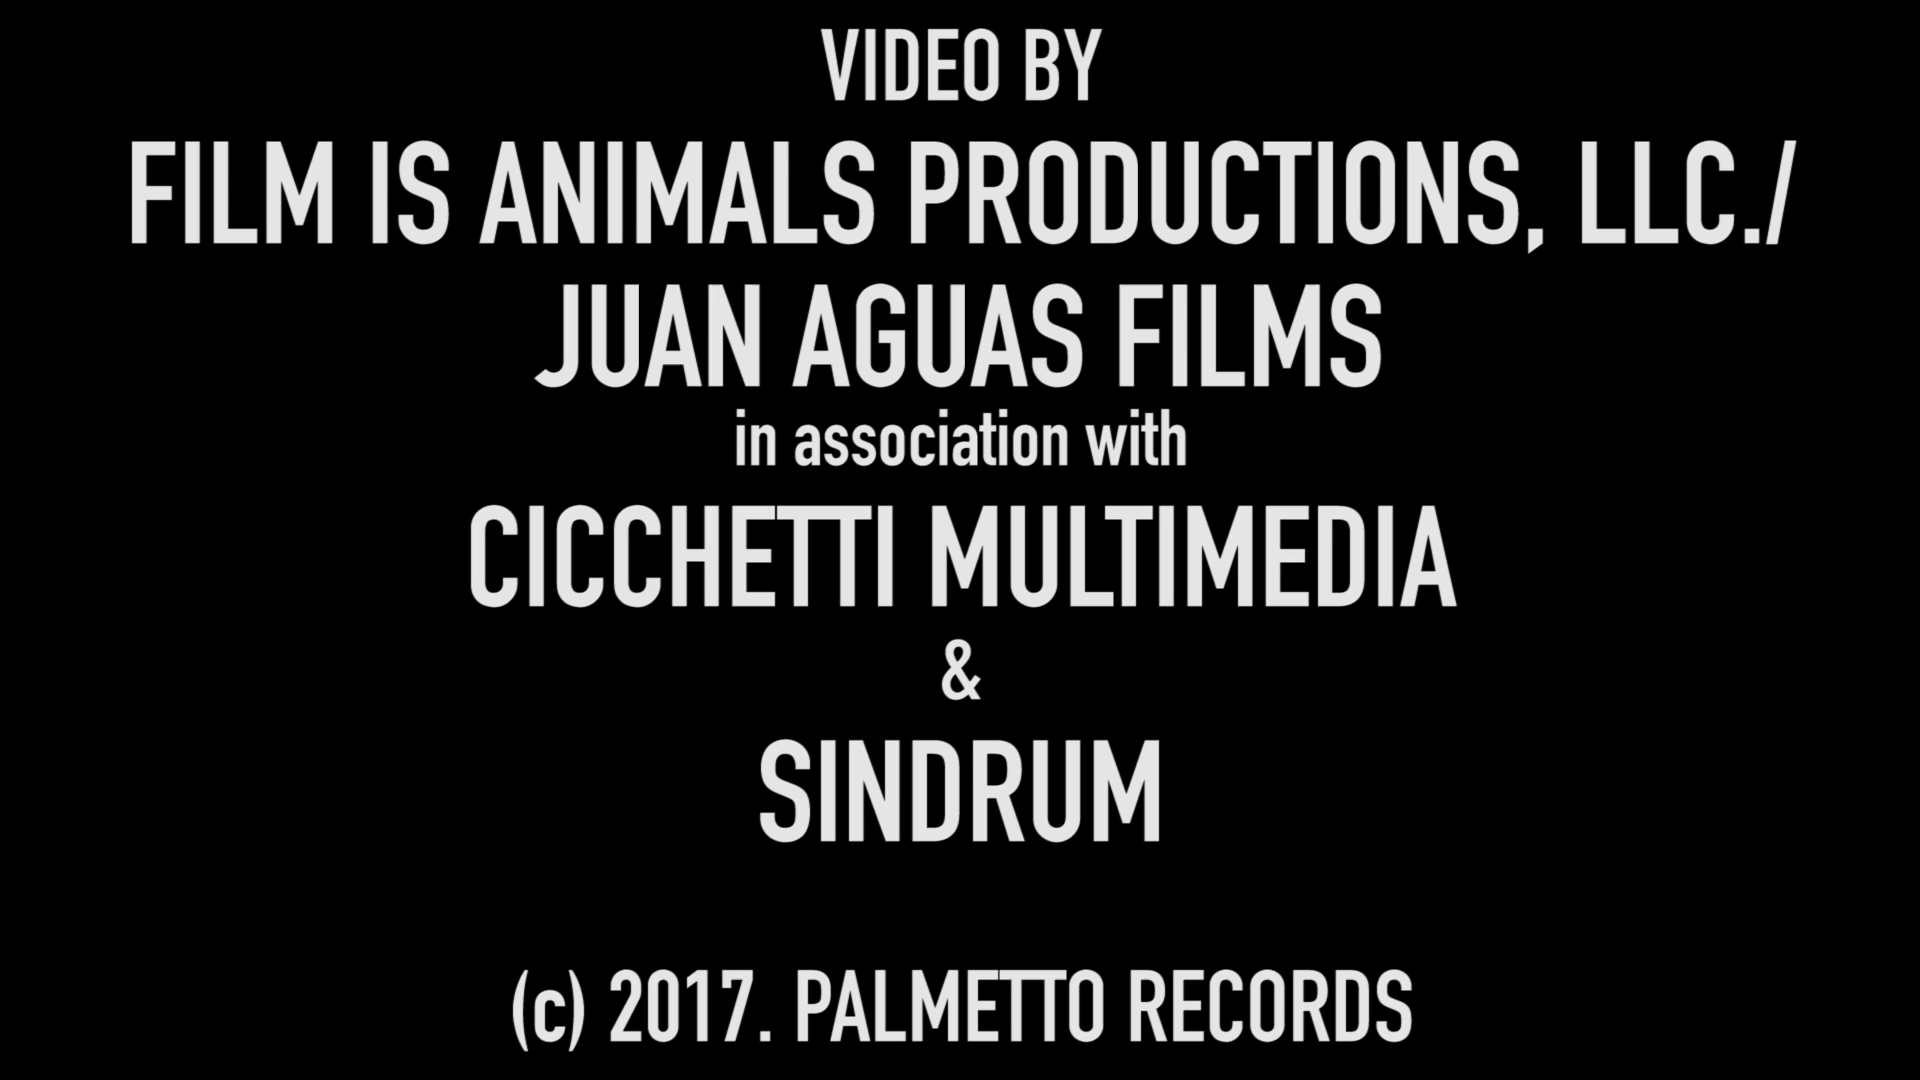 VIDEO BY
FILM IS ANIMALS PRODUCTIONS, LLC./
JUAN AGUAS FILMS
in association with
CICCHETTI MULTIMEDIA
&
SINDRUM
(c) 2017. PALMETTO RECORDS